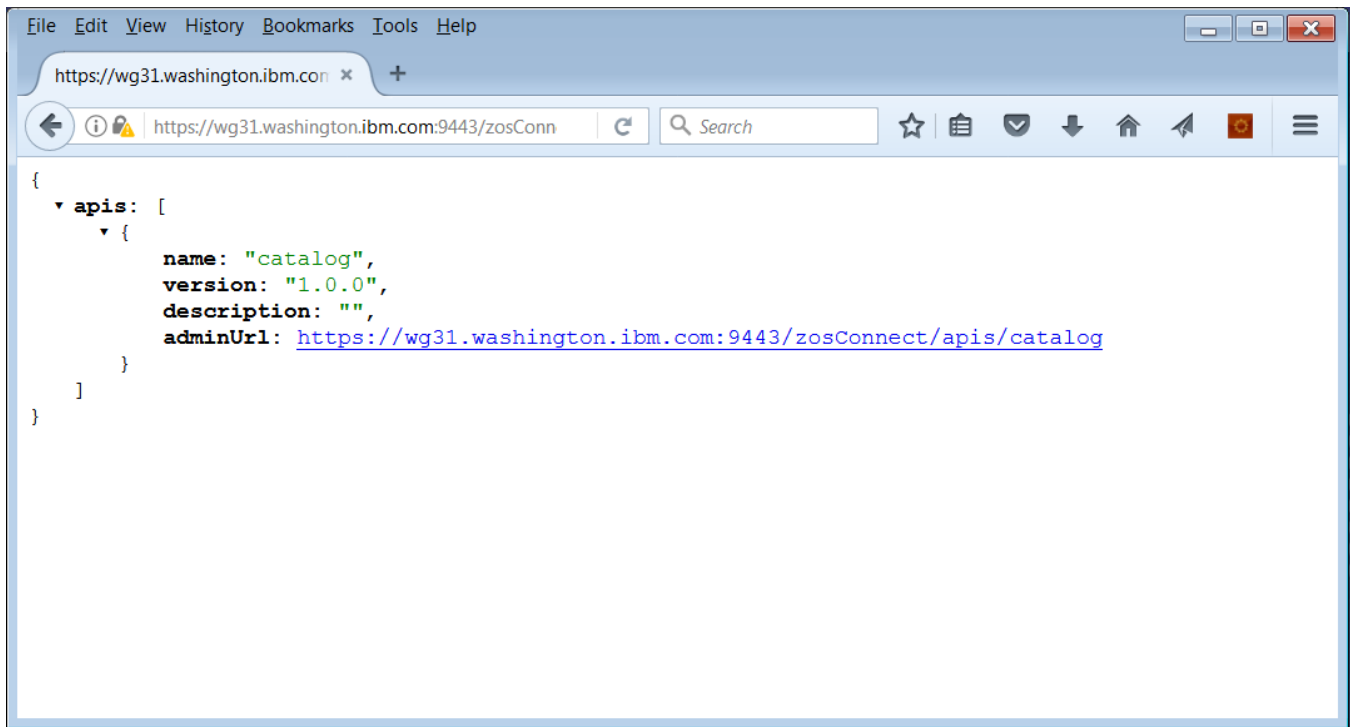 File Edit View History Bookmarks Tools Help
https://wg31.washington.ibm.con
https://wg31.washington.ibm.com:9443/zosConn
Search
{
apis: [
{
name: "catalog",
version: "1.0.0",
description: "",
adminUrl: https://wg31.washington.ibm.com:9443/zosConnect/apis/catalog
}
]
}